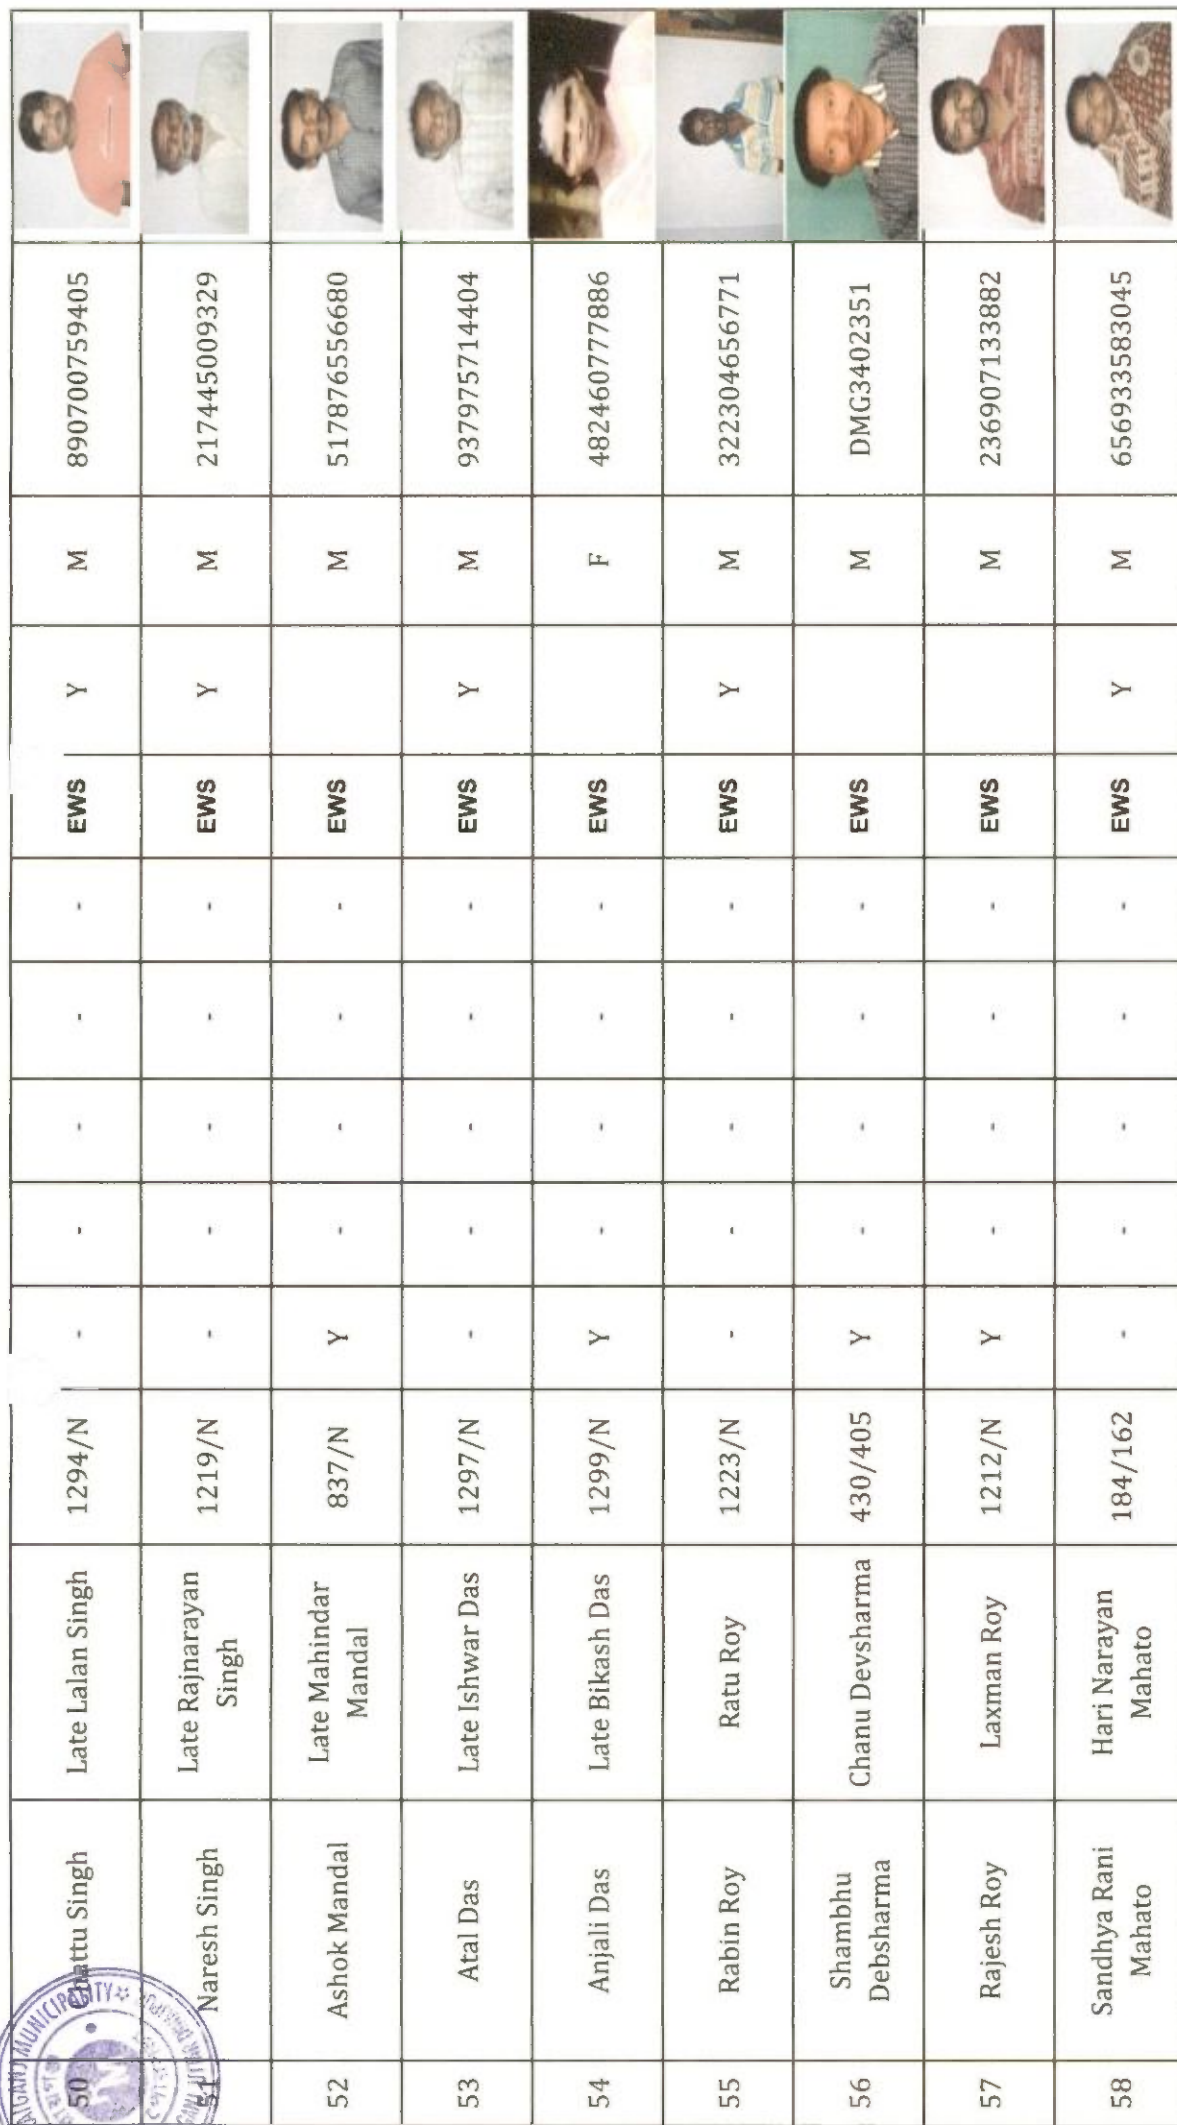 50 Chattu Singh Late Lalan Singh 1294/N - - - - - EWS Y M 890700759405
51 Naresh Singh Late Rajnarayan Singh 1219/N - - - - - EWS Y M 217445009329
52 Ashok Mandal Late Mahindar Mandal 837/N Y - - - - EWS M 517876556680
53 Atal Das Late Ishwar Das 1297/N - - - - - EWS Y M 937975714404
54 Anjali Das Late Bikash Das 1299/N Y - - - - EWS F 482460777886
55 Rabin Roy Ratu Roy 1223/N - - - - - EWS Y M 322304656771
56 Shambhu Debsharma Chanu Devsharma 430/405 Y - - - - EWS M DMG3402351
57 Rajesh Roy Laxman Roy 1212/N Y - - - - EWS M 236907133882
58 Sandhya Rani Mahato Hari Narayan Mahato 184/162 - - - - - EWS Y M 656933583045
MUNICIPALITY